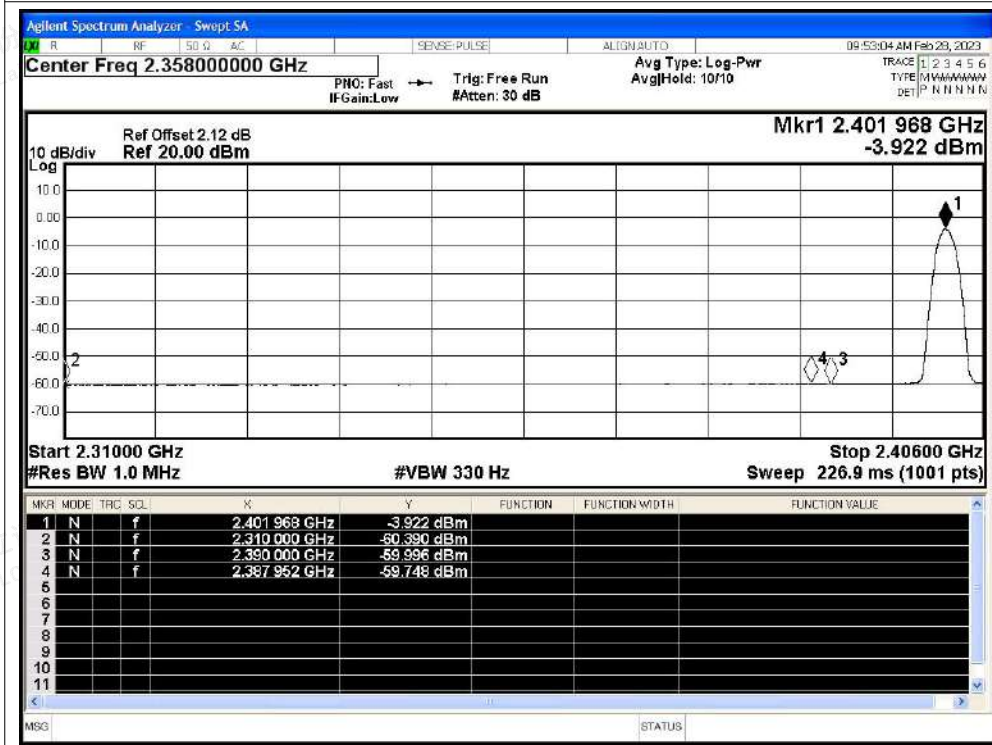 Agilent Spectrum Analyzer - Swept SA
LXI R RF 50 Ω AC SENSE:PULSE ALIGN AUTO 09:53:04 AM Feb 28, 2023
Center Freq 2.358000000 GHz Avg Type: Log-Pwr TRACE 1 2 3 4 5 6
PNO: Fast Trig: Free Run Avg|Hold: 10/10 TYPE M WWWWW
IFGain:Low #Atten: 30 dB DET P N N N N N
Mkr1 2.401 968 GHz
Ref Offset 2.12 dB -3.922 dBm
10 dB/div Ref 20.00 dBm
Log
10.0
1
0.00
-10.0
-20.0
-30.0
-40.0
-50.0
2 4 3
-60.0
-70.0
Start 2.31000 GHz Stop 2.40600 GHz
#Res BW 1.0 MHz #VBW 330 Hz Sweep 226.9 ms (1001 pts)
MKR MODE TRC SCL X Y FUNCTION FUNCTION WIDTH FUNCTION VALUE
1 N f 2.401 968 GHz -3.922 dBm
2 N f 2.310 000 GHz -60.390 dBm
3 N f 2.390 000 GHz -59.996 dBm
4 N f 2.387 952 GHz -59.748 dBm
5
6
7
8
9
10
11
MSG STATUS